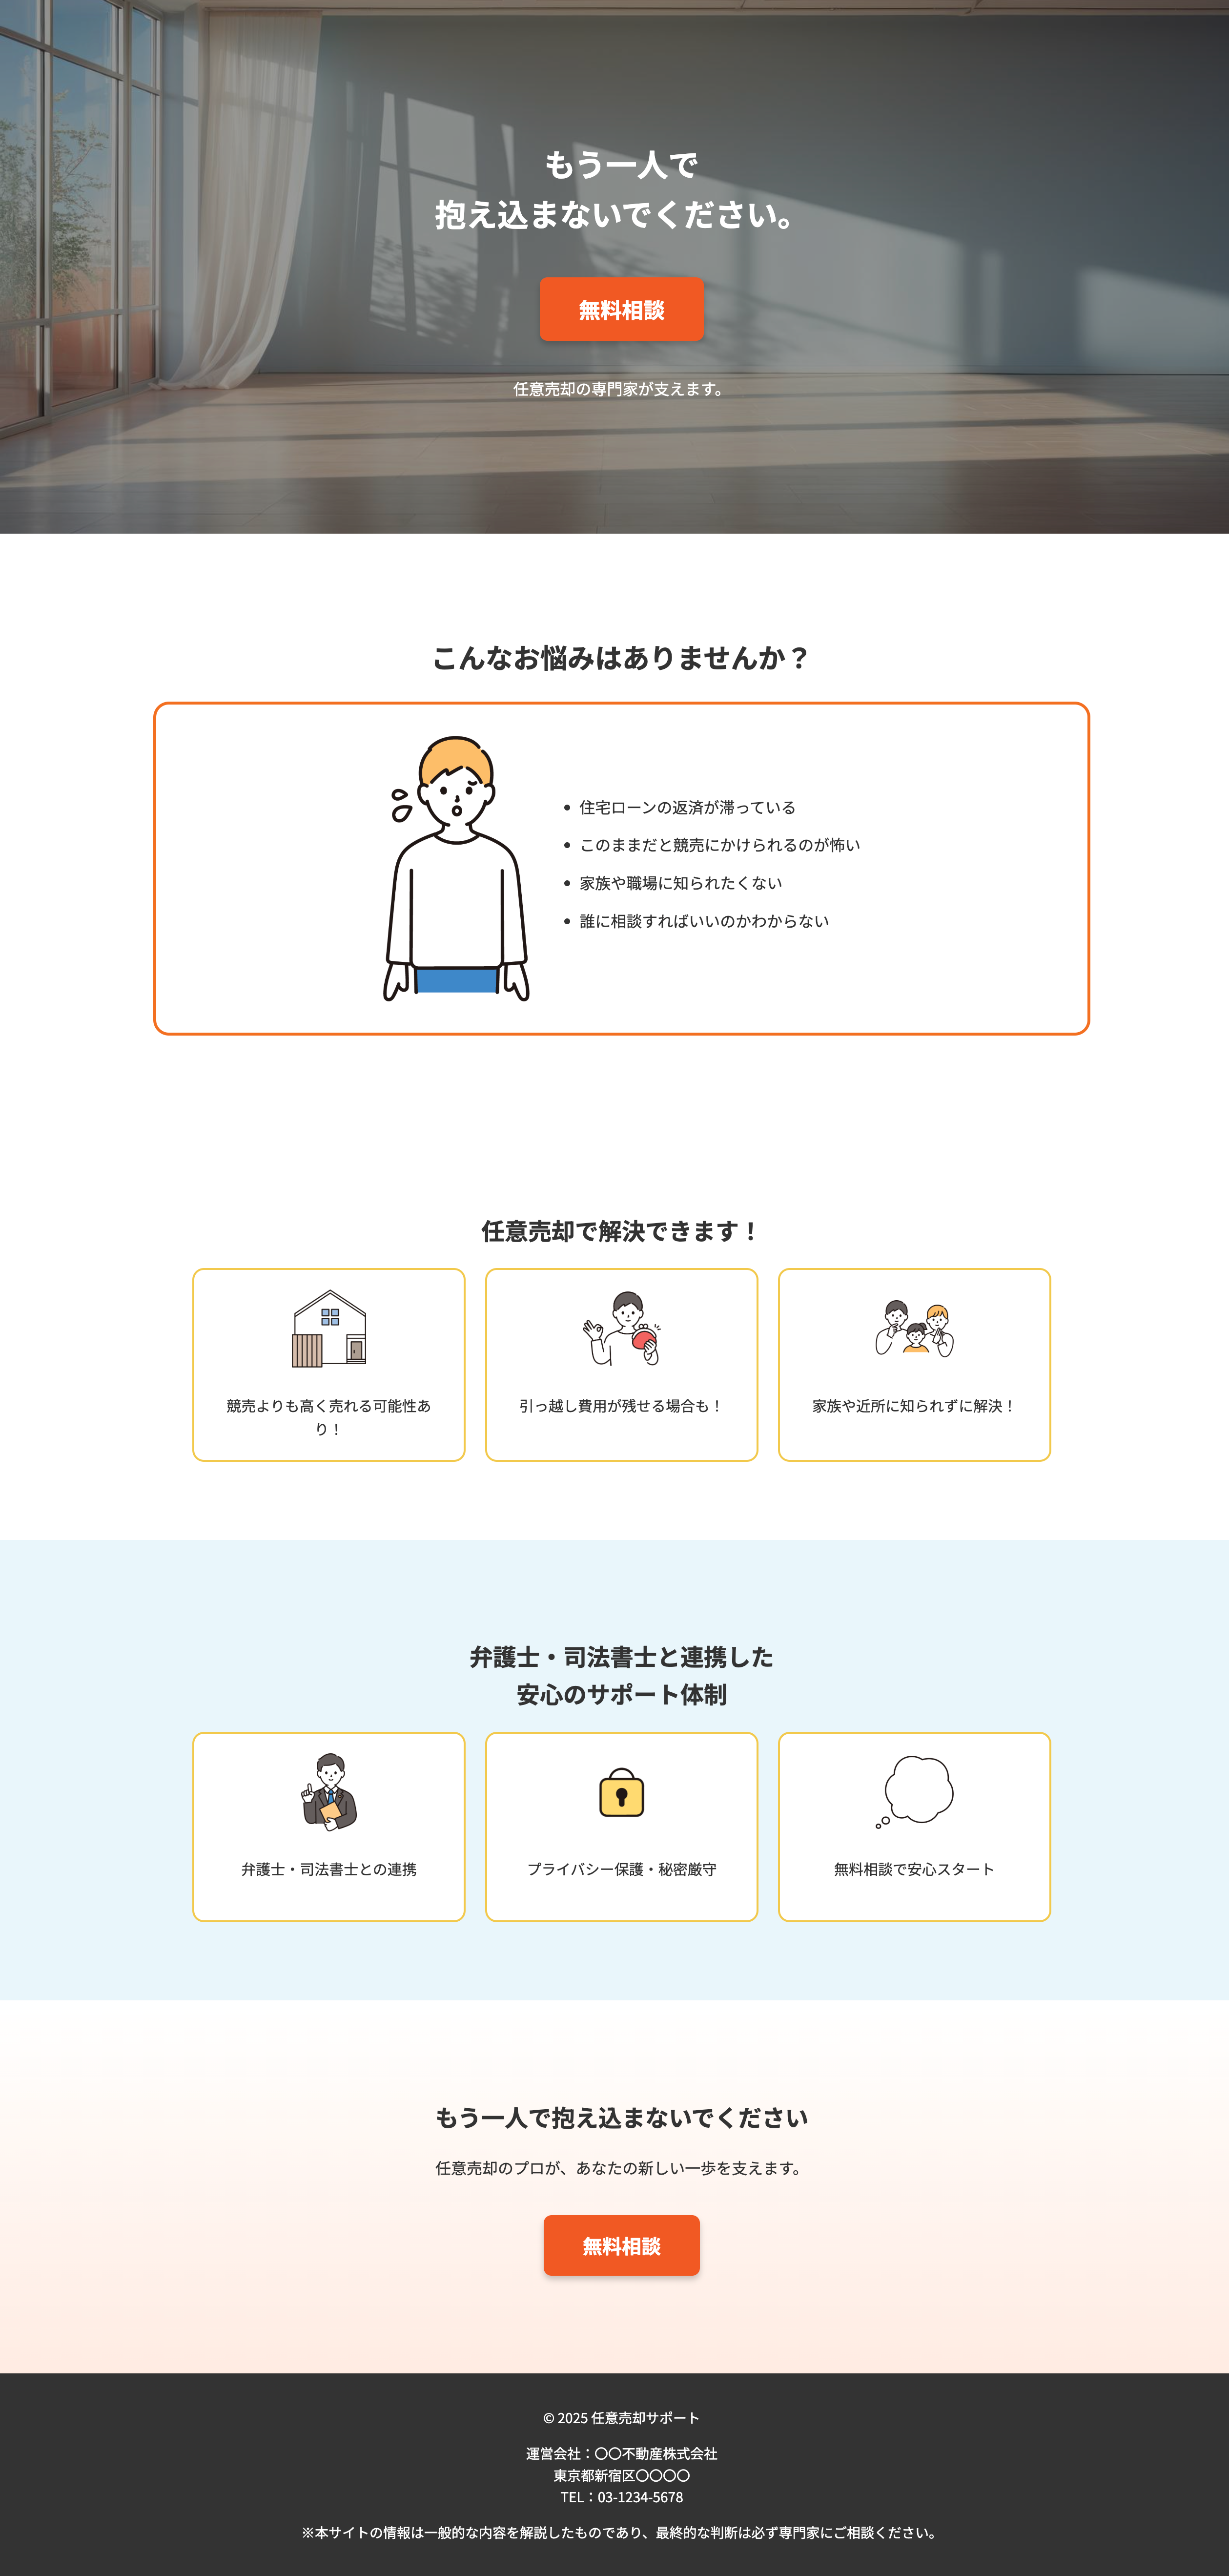 もう一人で
抱え込まないでください。
無料相談
任意売却の専門家が支えます。
こんなお悩みはありませんか？
• 住宅ローンの返済が滞っている
• このままだと競売にかけられるのが怖い
• 家族や職場に知られたくない
• 誰に相談すればいいのかわからない
任意売却で解決できます！
競売よりも高く売れる可能性あ
り！
引っ越し費用が残せる場合も！
家族や近所に知られずに解決！
弁護士・司法書士と連携した
安心のサポート体制
弁護士・司法書士との連携
プライバシー保護・秘密厳守
無料相談で安心スタート
もう一人で抱え込まないでください
任意売却のプロが、あなたの新しい一歩を支えます。
無料相談
© 2025 任意売却サポート
運営会社：〇〇不動産株式会社
東京都新宿区〇〇〇〇
TEL：03-1234-5678
※本サイトの情報は一般的な内容を解説したものであり、最終的な判断は必ず専門家にご相談ください。